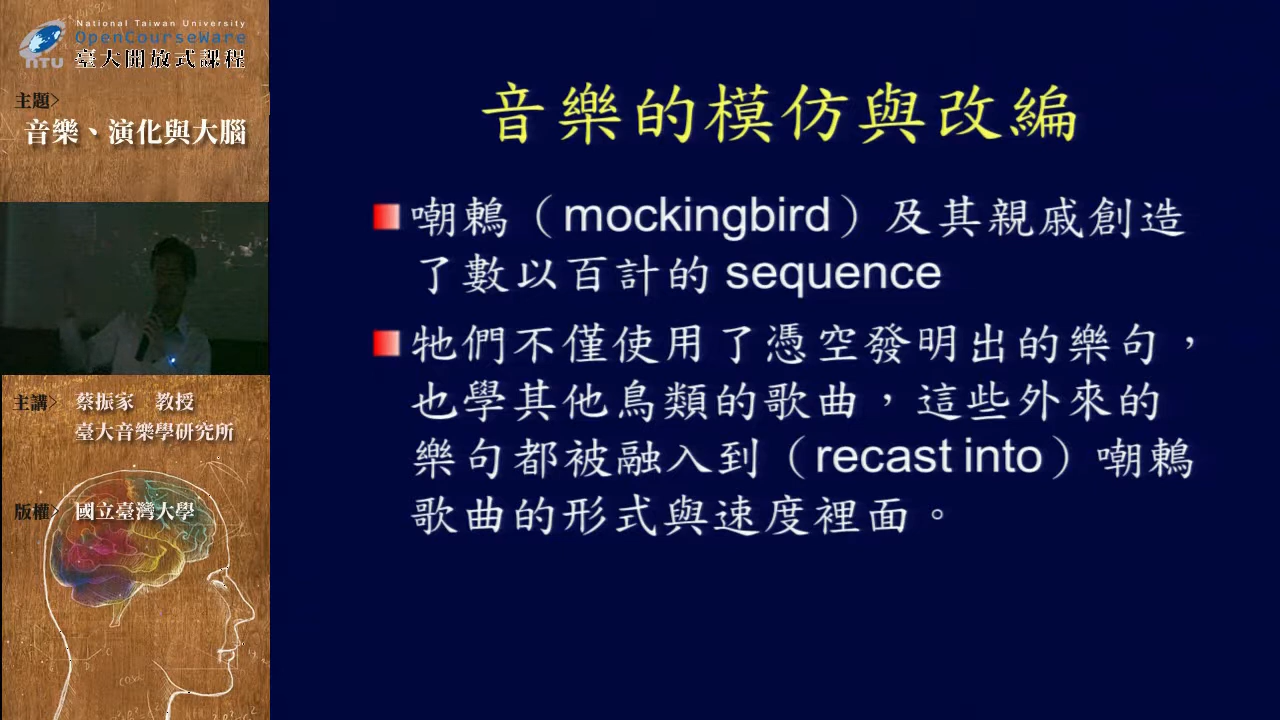 National Taiwan University
OpenCourseWare
NTU 臺大開放式課程
主題>
音樂、演化與大腦
主講> 蔡振家 教授
臺大音樂學研究所
版權> 國立臺灣大學
音樂的模仿與改編
嘲鶇（mockingbird）及其親戚創造
了數以百計的 sequence
牠們不僅使用了憑空發明出的樂句，
也學其他鳥類的歌曲，這些外來的
樂句都被融入到（recast into）嘲鶇
歌曲的形式與速度裡面。